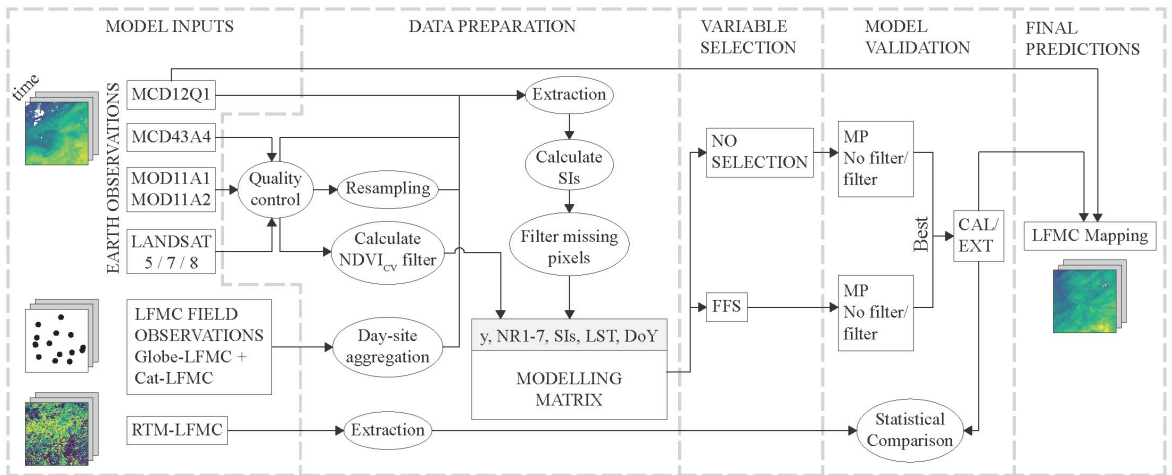 MODEL INPUTS
DATA PREPARATION
VARIABLE
SELECTION
MODEL
VALIDATION
FINAL
PREDICTIONS
time
EARTH OBSERVATIONS
MCD12Q1
MCD43A4
MOD11A1
MOD11A2
LANDSAT
5 / 7 / 8
Quality
control
Resampling
Calculate
NDVICV filter
Extraction
Calculate
SIs
Filter missing
pixels
LFMC FIELD
OBSERVATIONS
Globe-LFMC +
Cat-LFMC
Day-site
aggregation
y, NR1-7, SIs, LST, DoY
MODELLING
MATRIX
RTM-LFMC
Extraction
NO
SELECTION
FFS
MP
No filter/
filter
MP
No filter/
filter
Best
CAL/
EXT
Statistical
Comparison
LFMC Mapping